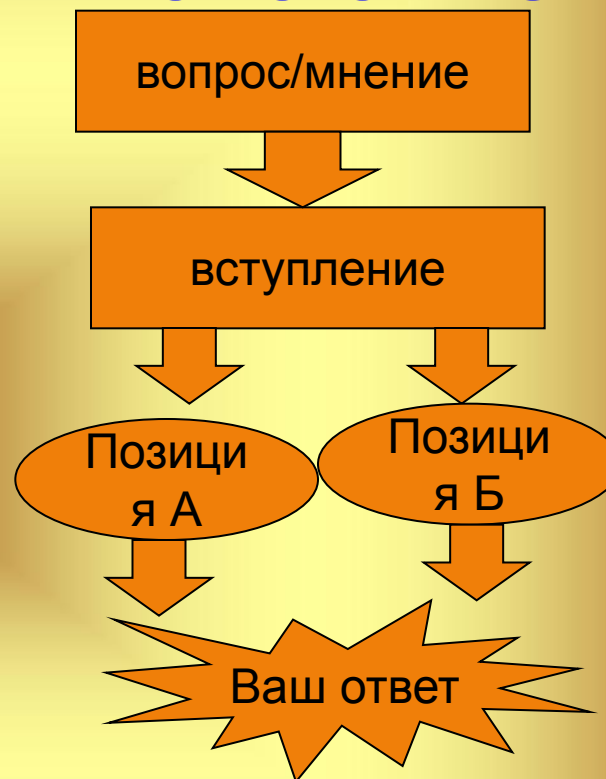 вопрос/мнение
вступление
Позици
я А
Позици
я Б
Ваш ответ